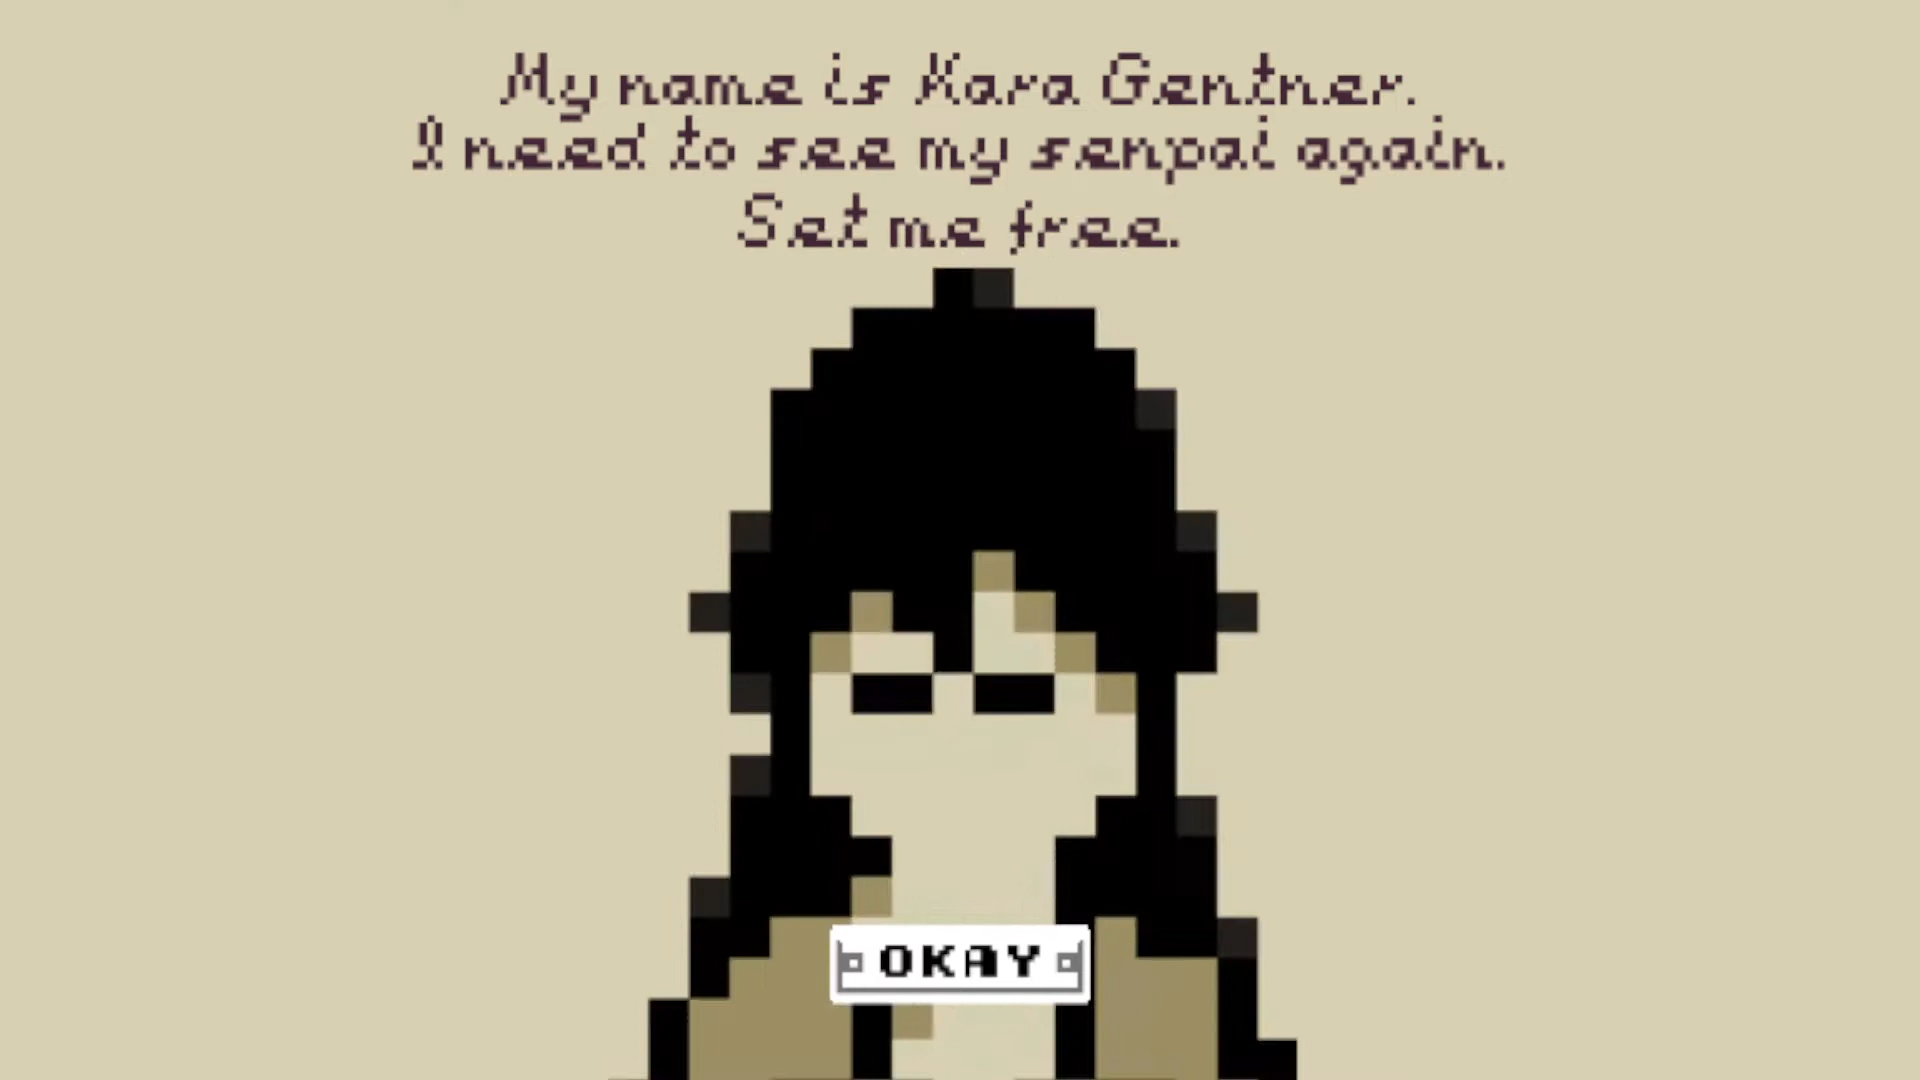 My name is Kara Gentner.
I need to see my senpai again.
Set me free.
OKAY